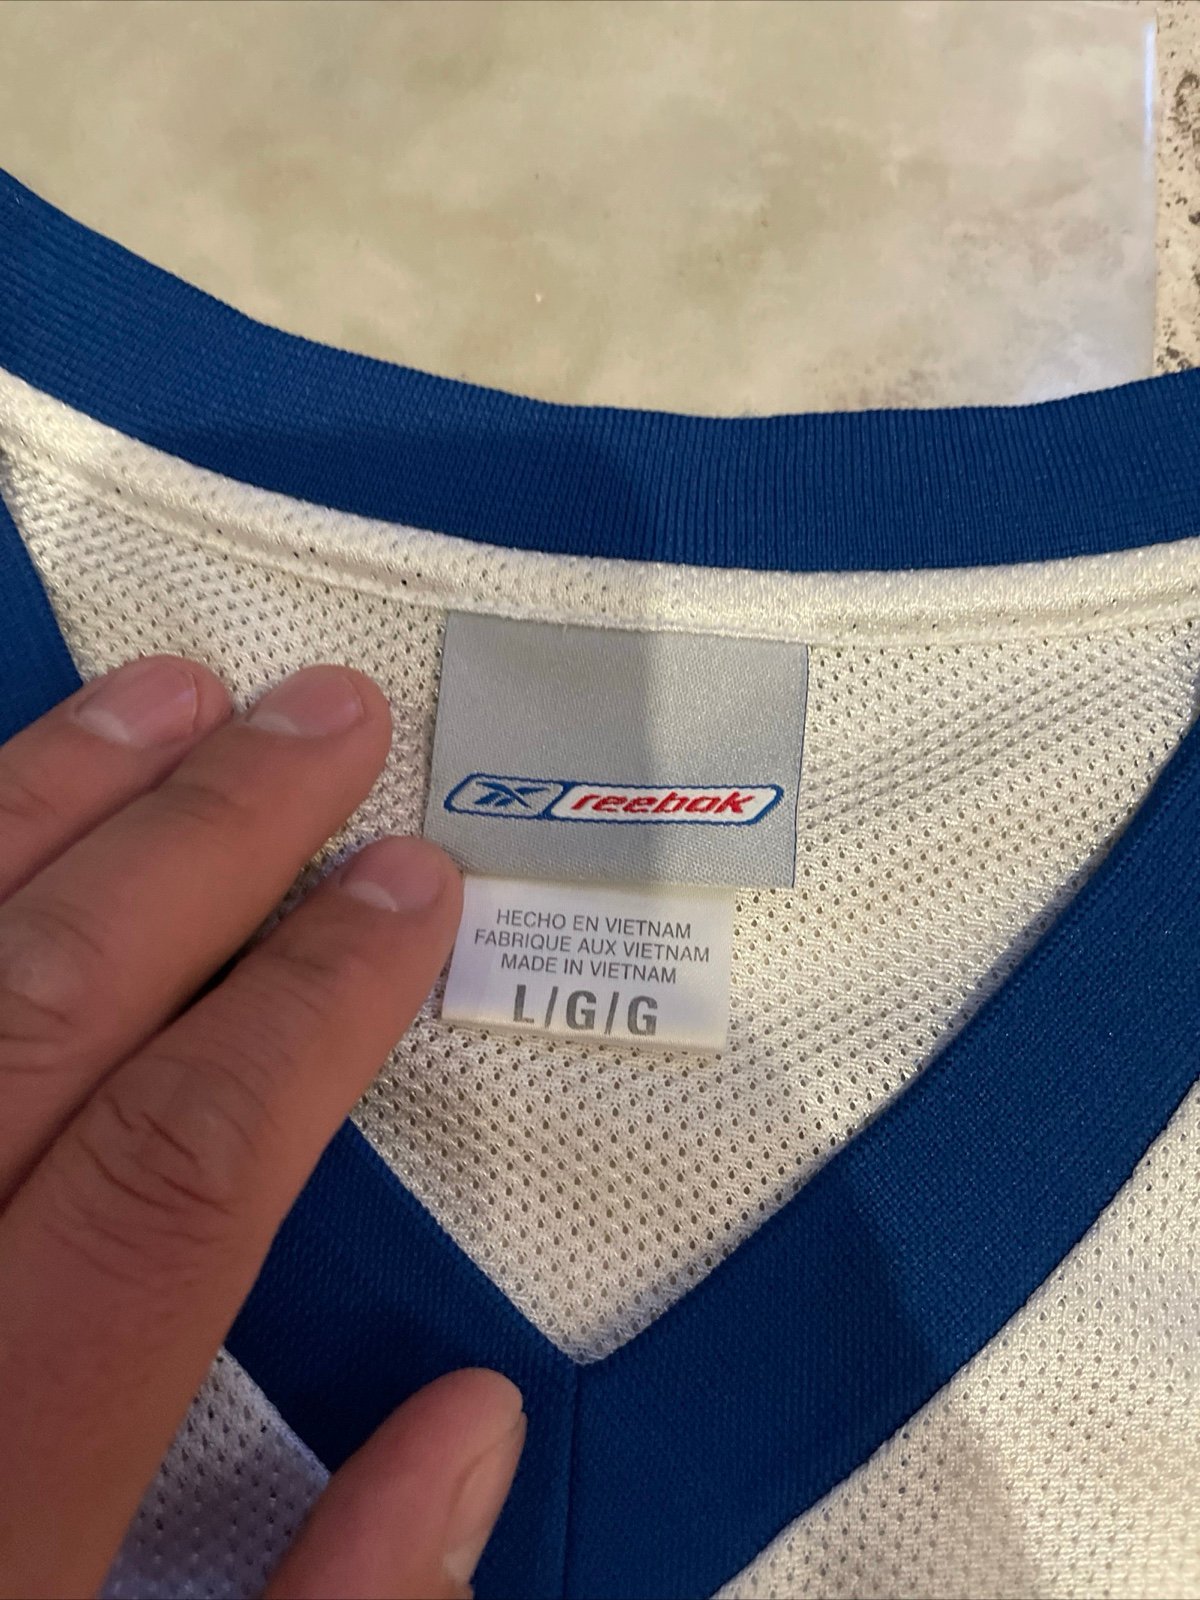 reebok
HECHO EN VIETNAM
FABRIQUE AUX VIETNAM
MADE IN VIETNAM
L/G/G